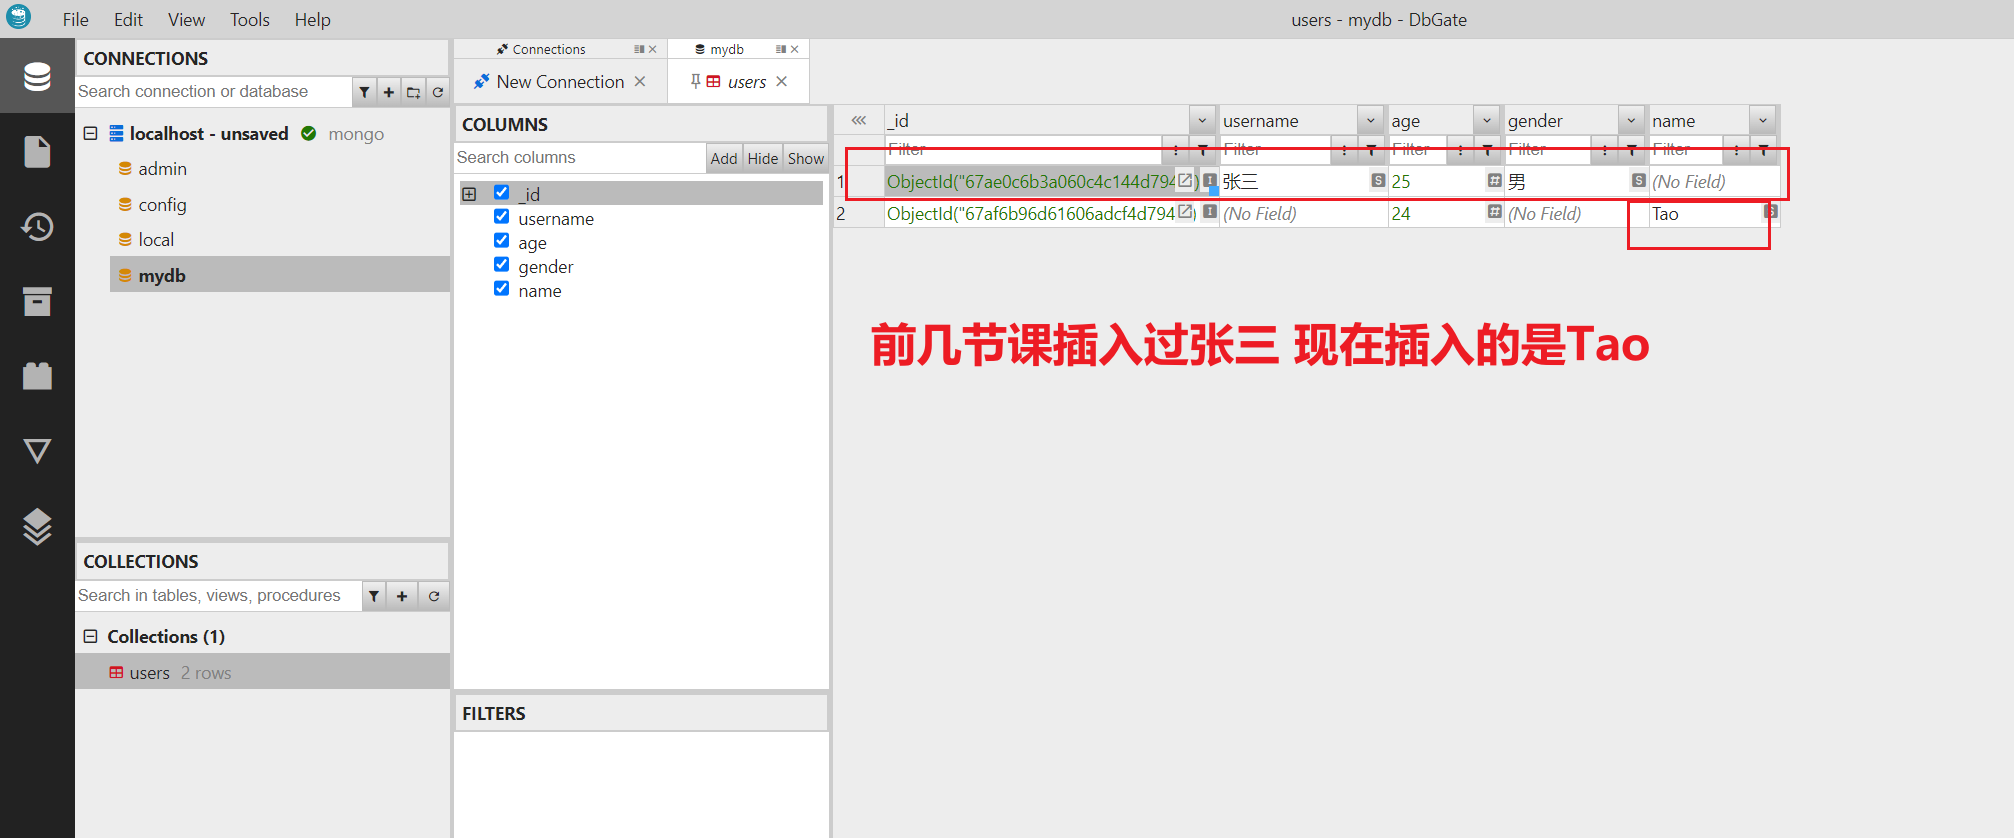 File Edit View Tools Help
users - mydb - DbGate
CONNECTIONS
Search connection or database
localhost - unsaved mongo
admin
config
local
mydb
COLLECTIONS
Search in tables, views, procedures
Collections (1)
users 2 rows
Connections
mydb
New Connection
users
COLUMNS
Search columns Add Hide Show
_id
username
age
gender
name
FILTERS
_id username age gender name
Filter Filter Filter Filter Filter
1 ObjectId("67ae0c6b3a060c4c144d794 ) I 张三 S 25 # 男 S (No Field)
2 ObjectId("67af6b96d61606adcf4d794 ) I (No Field) 24 # (No Field) Tao S
前几节课插入过张三 现在插入的是Tao